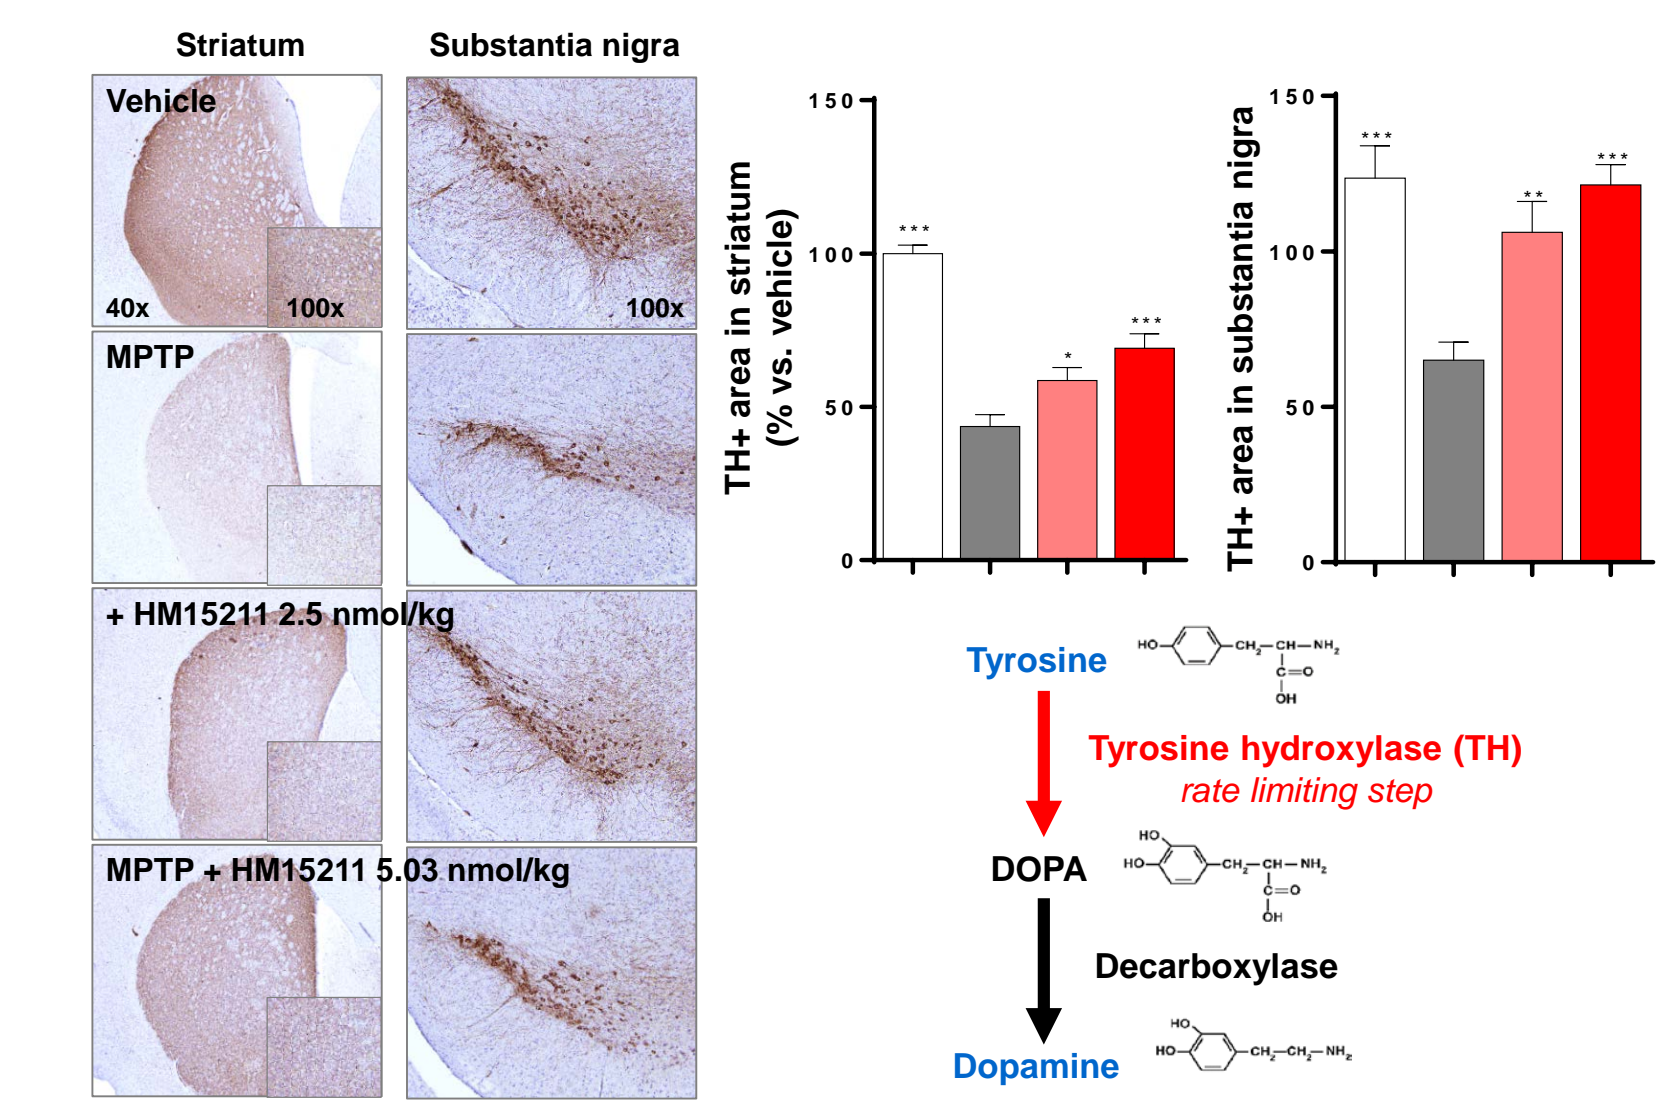 Striatum
Substantia nigra
Vehicle
40x
100x
100x
MPTP
+ HM15211 2.5 nmol/kg
MPTP + HM15211 5.03 nmol/kg
TH+ area in striatum
(% vs. vehicle)
150
100
50
0
***
*
***
TH+ area in substantia nigra
150
100
50
0
***
**
***
Tyrosine
HO
CH2
CH
NH2
C=O
OH
Tyrosine hydroxylase (TH)
rate limiting step
DOPA
HO
HO
CH2
CH
NH2
C=O
OH
Decarboxylase
Dopamine
HO
HO
CH2
CH2
NH2